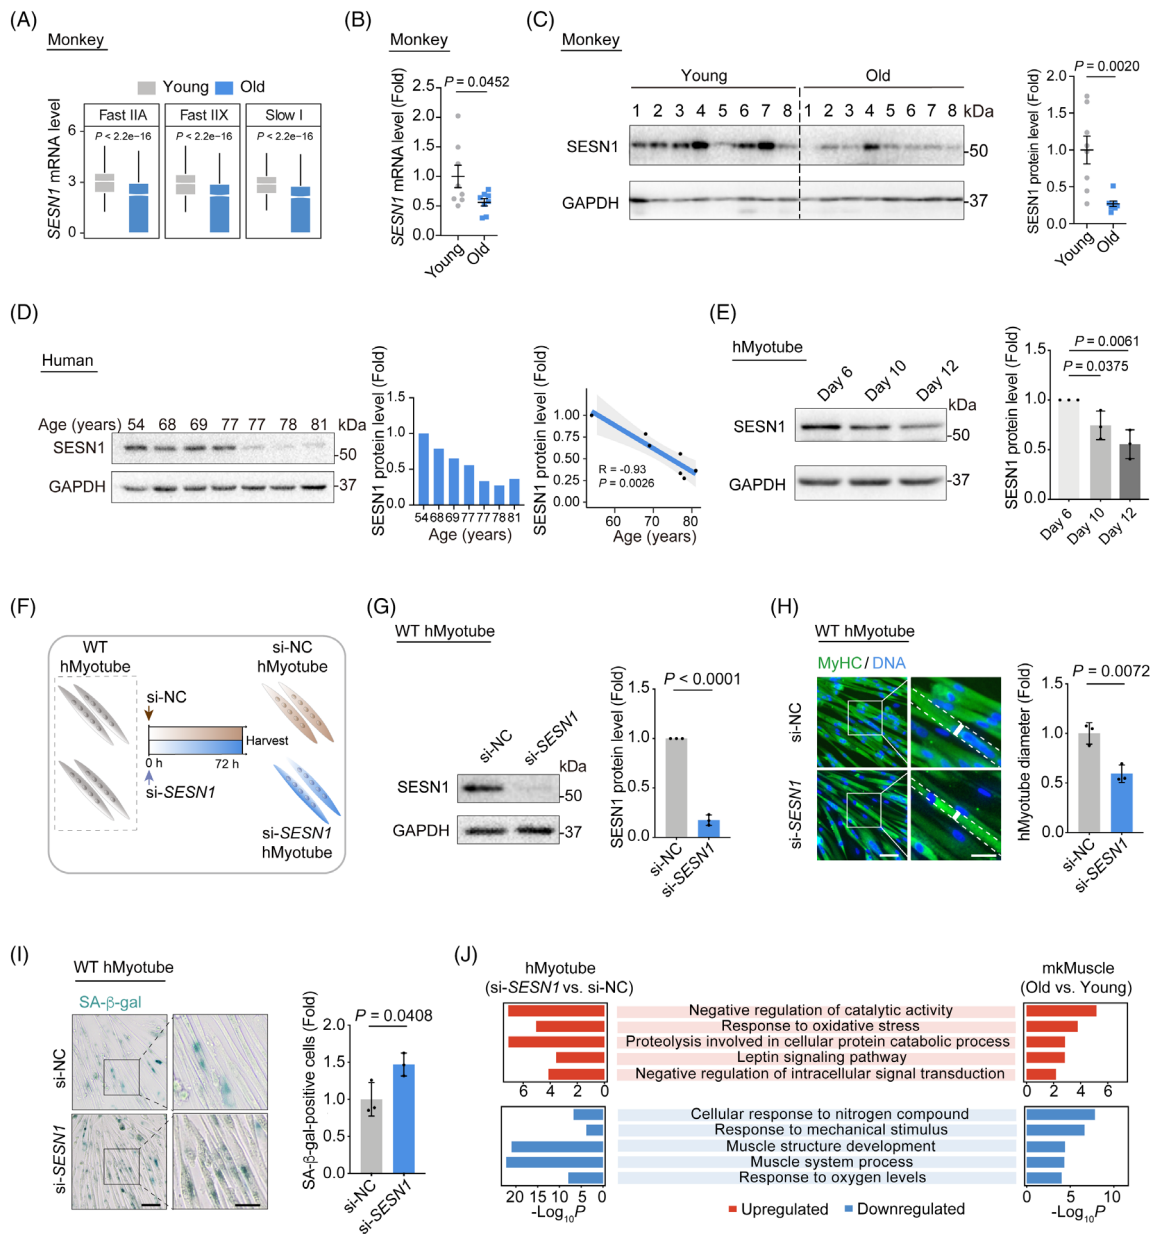 (A)
Monkey
Young Old
Fast IIA Fast IIX Slow I
P < 2.2e−16 P < 2.2e−16 P < 2.2e−16
SESN1 mRNA level
6
3
0
(B)
Monkey
P = 0.0452
SESN1 mRNA level (Fold)
2.5
2.0
1.5
1.0
0.5
0.0
Young Old
(C)
Monkey
Young Old
1 2 3 4 5 6 7 8 1 2 3 4 5 6 7 8 kDa
SESN1 -50
GAPDH -37
P = 0.0020
SESN1 protein level (Fold)
2.0
1.5
1.0
0.5
0.0
Young Old
(D)
Human
Age (years) 54 68 69 77 77 78 81 kDa
SESN1 -50
GAPDH -37
SESN1 protein level (Fold)
1.5
1.0
0.5
0.0
54 68 69 77 77 78 81
Age (years)
SESN1 protein level (Fold)
1.00
0.75
0.50
0.25
0.00
R = -0.93
P = 0.0026
60 70 80
Age (years)
(E)
hMyotube
Day 6 Day 10 Day 12
kDa
SESN1 -50
GAPDH -37
P = 0.0061
P = 0.0375
SESN1 protein level (Fold)
1.5
1.0
0.5
0.0
Day 6 Day 10 Day 12
(F)
WT
hMyotube
si-NC
hMyotube
si-NC
Harvest
0 h 72 h
si-SESN1
si-SESN1
hMyotube
(G)
WT hMyotube
si-NC si-SESN1
kDa
SESN1 -50
GAPDH -37
P < 0.0001
SESN1 protein level (Fold)
1.5
1.0
0.5
0.0
si-NC
si-SESN1
(H)
WT hMyotube
MyHC / DNA
si-NC
si-SESN1
P = 0.0072
hMyotube diameter (Fold)
1.5
1.0
0.5
0.0
si-NC
si-SESN1
(I)
WT hMyotube
SA-β-gal
si-NC
si-SESN1
P = 0.0408
SA-β-gal-positive cells (Fold)
2.0
1.5
1.0
0.5
0.0
si-NC
si-SESN1
(J)
hMyotube
(si-SESN1 vs. si-NC)
mkMuscle
(Old vs. Young)
Negative regulation of catalytic activity
Response to oxidative stress
Proteolysis involved in cellular protein catabolic process
Leptin signaling pathway
Negative regulation of intracellular signal transduction
6 4 2 0
0 2 4 6
Cellular response to nitrogen compound
Response to mechanical stimulus
Muscle structure development
Muscle system process
Response to oxygen levels
20 15 10 5 0
0 5 10
-Log10P
-Log10P
Upregulated Downregulated